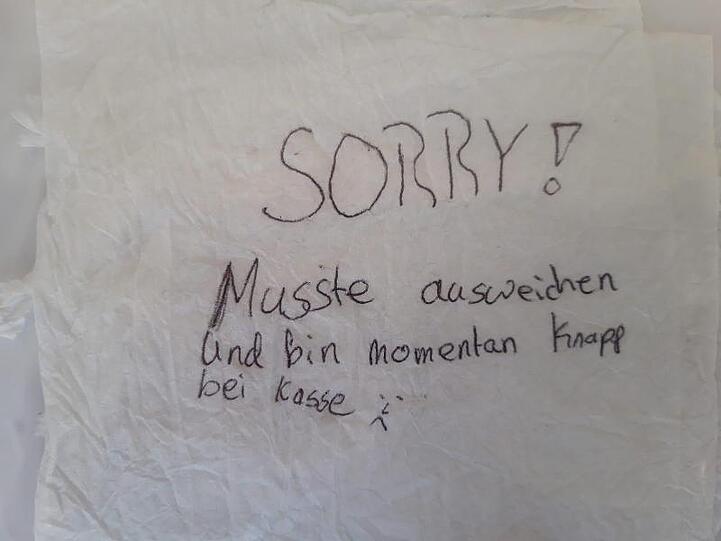 SORRY!
Musste ausweichen
und bin momentan knapp
bei Kasse :(